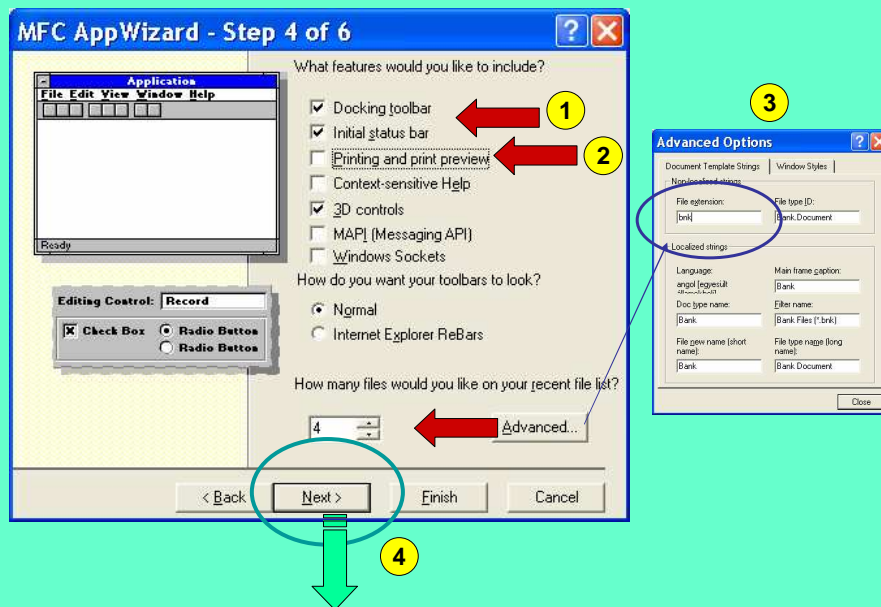 MFC AppWizard - Step 4 of 6
Application
File Edit View Window Help
Ready
Editing Control: Record
Check Box
Radio Button
Radio Button
What features would you like to include?
Docking toolbar
Initial status bar
Printing and print preview
Context-sensitive Help
3D controls
MAPI (Messaging API)
Windows Sockets
How do you want your toolbars to look?
Normal
Internet Explorer ReBars
How many files would you like on your recent file list?
4
Advanced...
< Back
Next >
Finish
Cancel
1
2
3
Advanced Options
Document Template Strings
Window Styles
Non-localized strings
File extension:
File type ID:
bnk
Bank.Document
Localized strings
Language:
Main frame caption:
angol (egyesült
Bank
Doc type name:
Filter name:
Bank
Bank Files (*.bnk)
File new name (short
name):
File type name (long
name):
Bank
Bank Document
Close
4